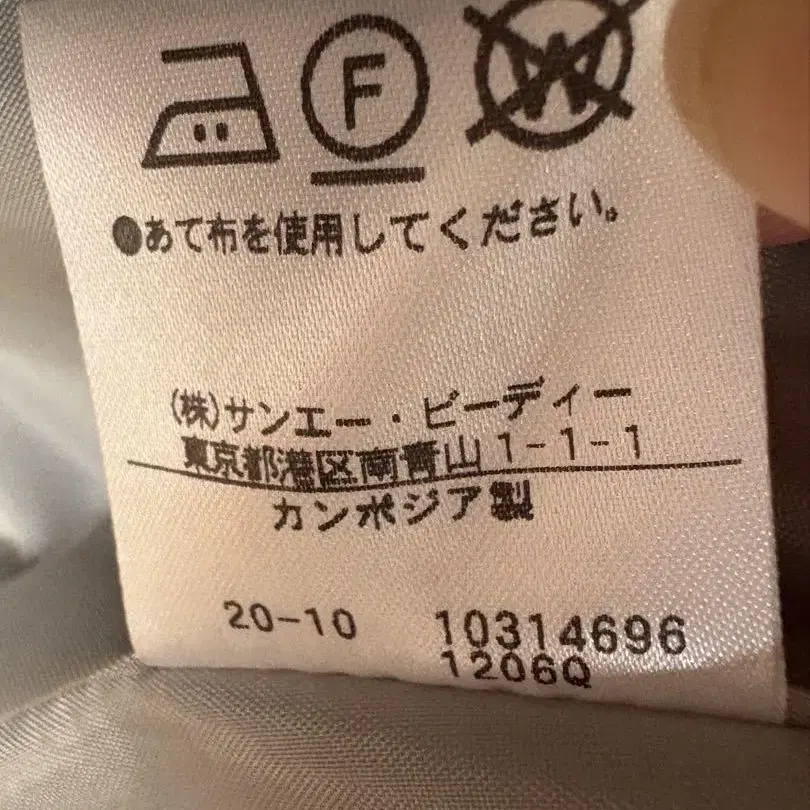 F W
●あて布を使用してください。
(株)サンエー・ビーディー
東京都港区南青山1-1-1
カンボジア製
20-10 10314696
1206Q